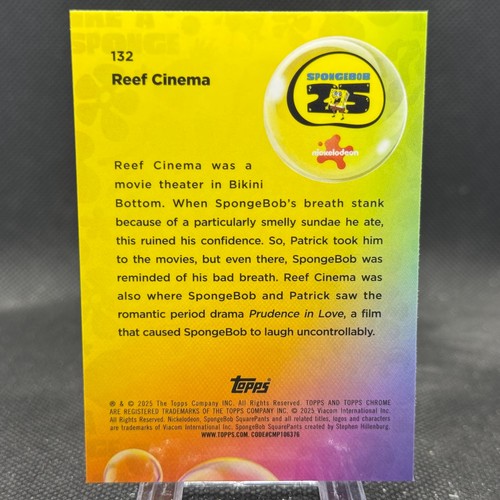 132
Reef Cinema
SPONGEBOB
25
nickelodeon
Reef Cinema was a
movie theater in Bikini
Bottom. When SpongeBob's breath stank
because of a particularly smelly sundae he ate,
this ruined his confidence. So, Patrick took him
to the movies, but even there, SpongeBob was
reminded of his bad breath. Reef Cinema was
also where SpongeBob and Patrick saw the
romantic period drama Prudence in Love, a film
that caused SpongeBob to laugh uncontrollably.
Topps
® & © 2025 The Topps Company INC. All Rights Reserved. TOPPS AND TOPPS CHROME
ARE REGISTERED TRADEMARKS OF THE TOPPS COMPANY INC. © 2025 Viacom International Inc.
All Rights Reserved. Nickelodeon, SpongeBob SquarePants and all related titles, logos and characters
are trademarks of Viacom International Inc. SpongeBob SquarePants created by Stephen Hillenburg.
WWW.TOPPS.COM. CODE#CMP106376